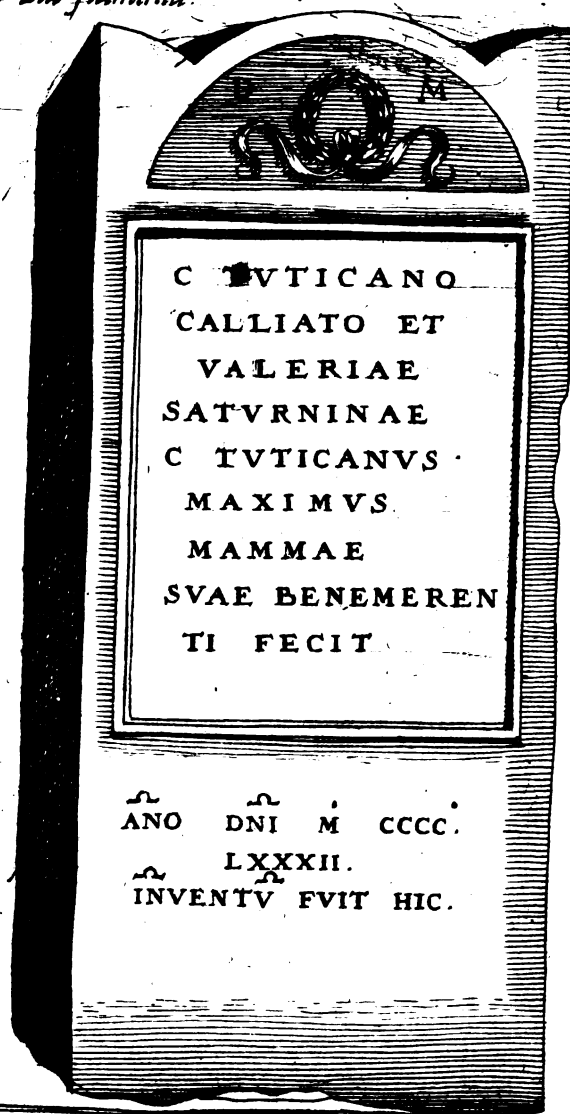 D M
C TVTICANO
CALLIATO ET
VALERIAE
SATVRNINAE
C TVTICANVS ·
MAXIMVS
MAMMAE
SVAE BENEMEREN
TI FECIT
ANO DNI M CCCC.
LXXXII.
INVENTV FVIT HIC.